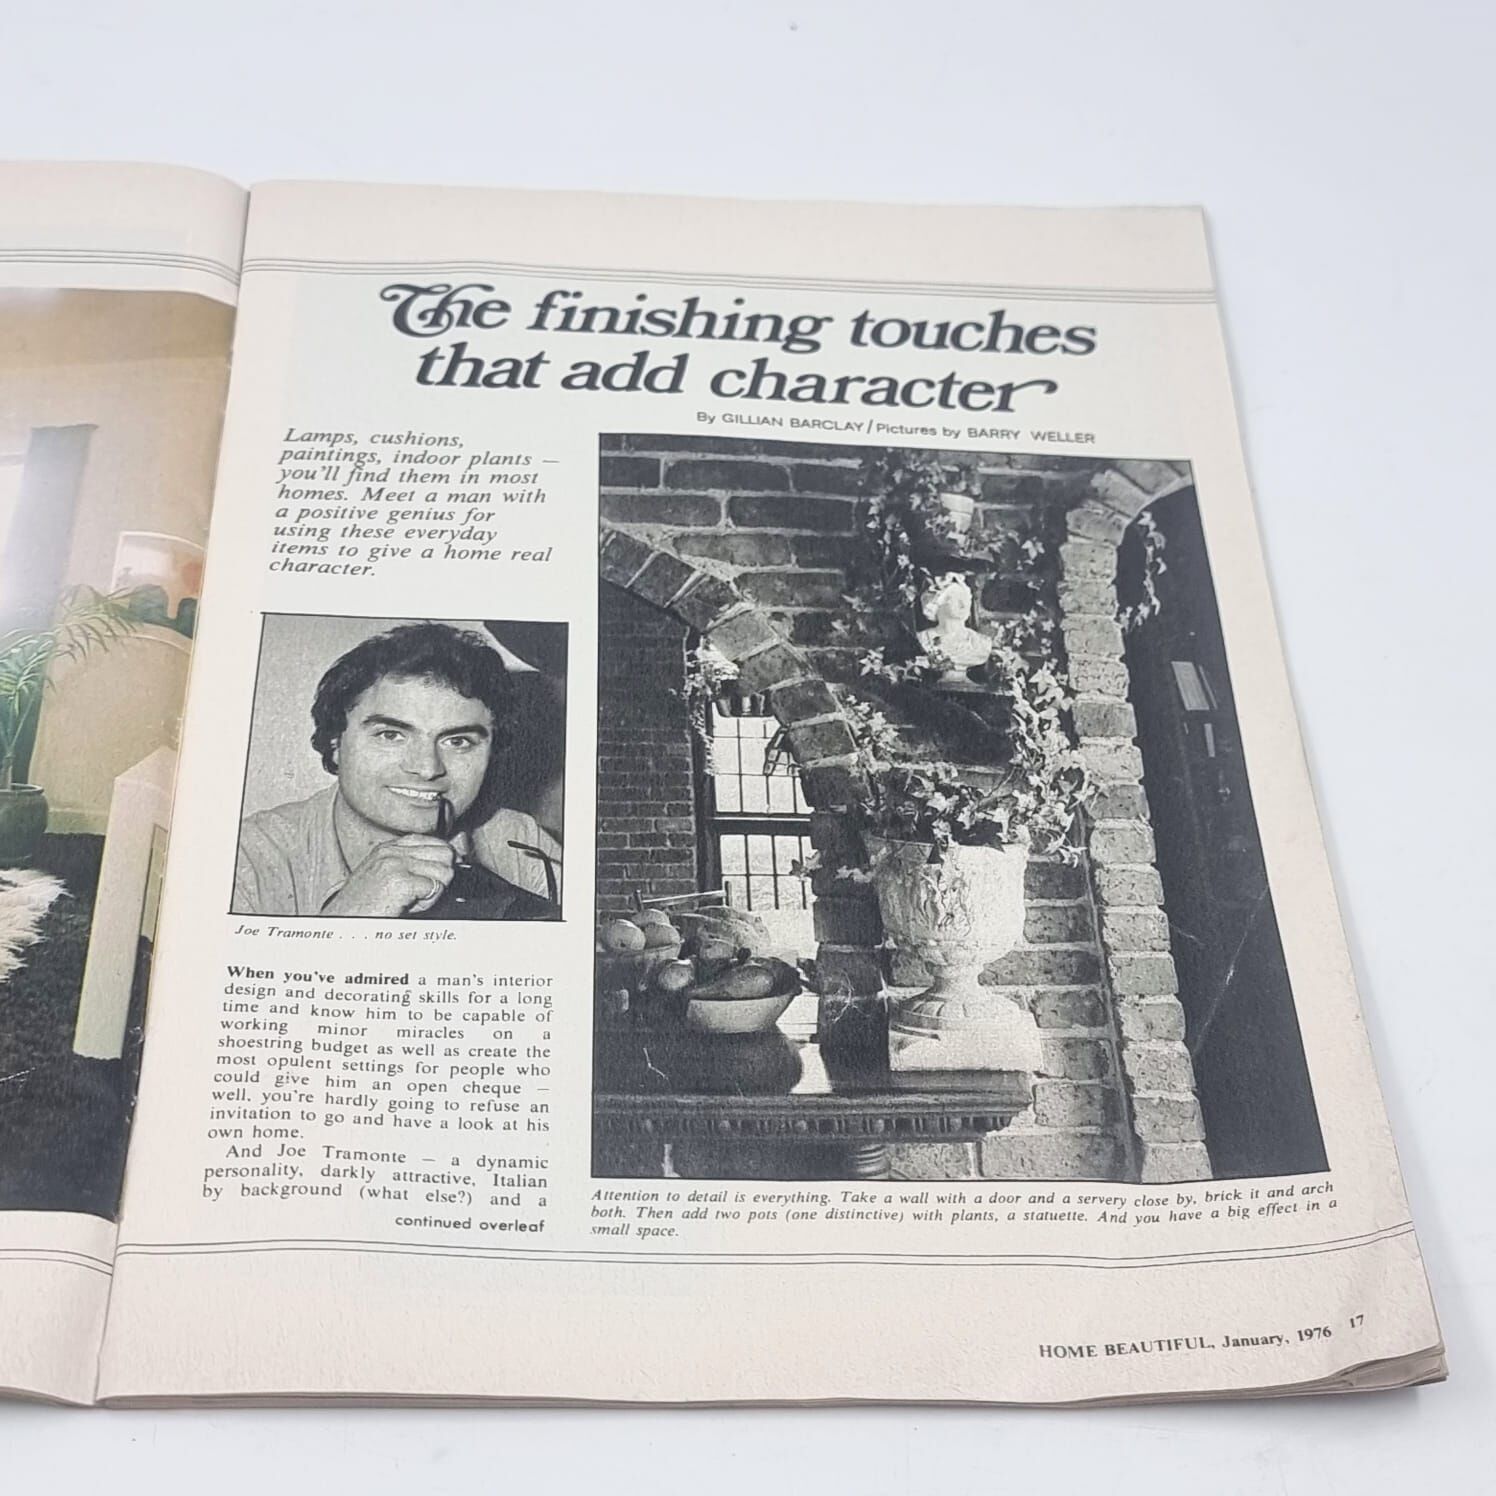 The finishing touches
that add character
By GILLIAN BARCLAY / Pictures by BARRY WELLER
Lamps, cushions,
paintings, indoor plants —
you'll find them in most
homes. Meet a man with
a positive genius for
using these everyday
items to give a home real
character.
Joe Tramonte . . . no set style.
When you've admired a man's interior
design and decorating skills for a long
time and know him to be capable of
working minor miracles on a
shoestring budget as well as create the
most opulent settings for people who
could give him an open cheque —
well, you're hardly going to refuse an
invitation to go and have a look at his
own home.
And Joe Tramonte — a dynamic
personality, darkly attractive, Italian
by background (what else?) and a
continued overleaf
Attention to detail is everything. Take a wall with a door and a servery close by, brick it and arch
both. Then add two pots (one distinctive) with plants, a statuette. And you have a big effect in a
small space.
HOME BEAUTIFUL, January, 1976 17